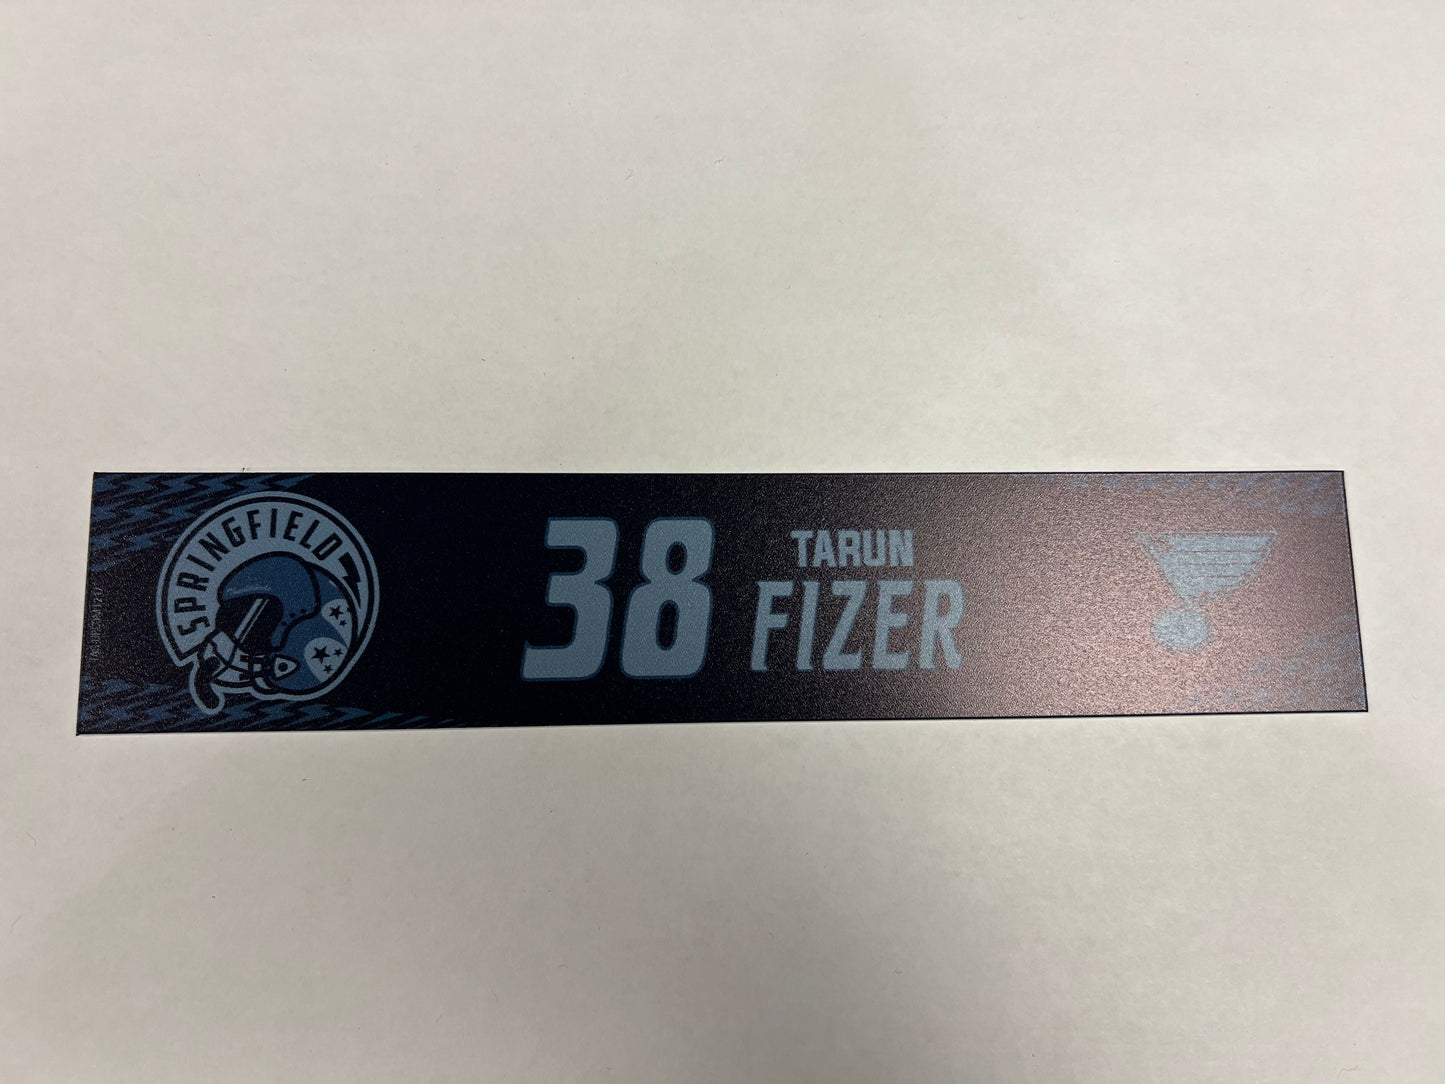 SPRINGFIELD
38
TARUN
FIZER